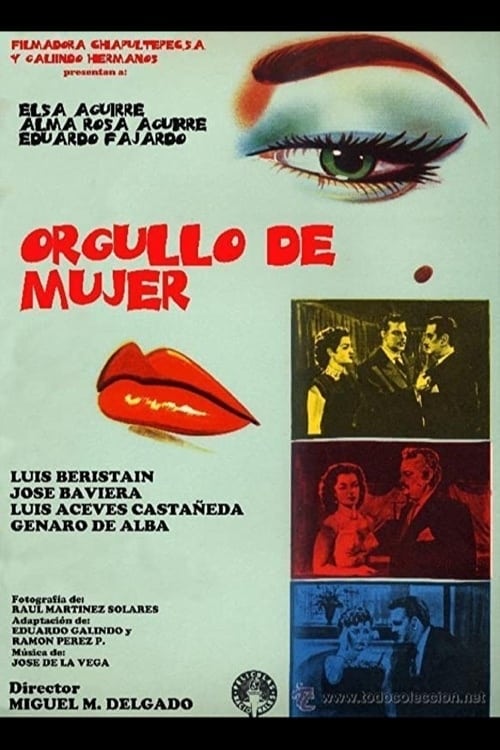 FILMADORA CHAPULTEPEC,S.A
Y GALINDO HERMANOS
presentan a:
ELSA AGUIRRE
ALMA ROSA AGUIRRE
EDUARDO FAJARDO
ORGULLO DE
MUJER
LUIS BERISTAIN
JOSE BAVIERA
LUIS ACEVES CASTAÑEDA
GENARO DE ALBA
Fotografia de:
RAUL MARTINEZ SOLARES
Adaptación de:
EDUARDO GALINDO y
RAMON PEREZ P.
Música de:
JOSE DE LA VEGA
Director
MIGUEL M. DELGADO
www.todocoleccion.net